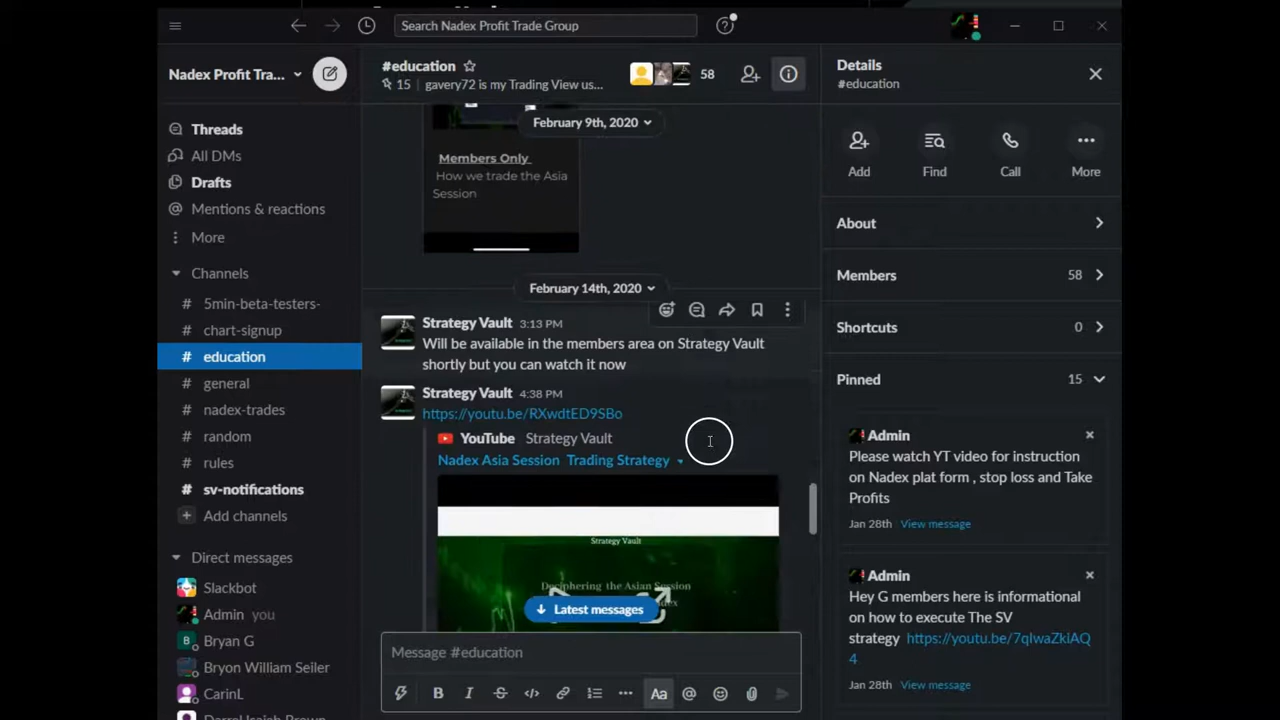 Search Nadex Profit Trade Group
Nadex Profit Tra...
Threads
All DMs
Drafts
Mentions & reactions
More
Channels
# 5min-beta-testers-
# chart-signup
# education
# general
# nadex-trades
# random
# rules
# sv-notifications
+ Add channels
Direct messages
Slackbot
Admin you
Bryan G
Bryon William Seiler
CarinL
#education
15 | gavery72 is my Trading View us...
58
February 9th, 2020
Members Only
How we trade the Asia
Session
February 14th, 2020
Strategy Vault 3:13 PM
Will be available in the members area on Strategy Vault
shortly but you can watch it now
Strategy Vault 4:38 PM
https://youtu.be/RXwdtED9SBo
YouTube Strategy Vault
Nadex Asia Session Trading Strategy
Strategy Vault
Deciphering the Asian Session
Latest messages
Message #education
Details
#education
Add
Find
Call
More
About
Members 58
Shortcuts 0
Pinned 15
Admin
Please watch YT video for instruction
on Nadex plat form , stop loss and Take
Profits
Jan 28th View message
Admin
Hey G members here is informational
on how to execute The SV
strategy https://youtu.be/7qIwaZkIAQ
4
Jan 28th View message